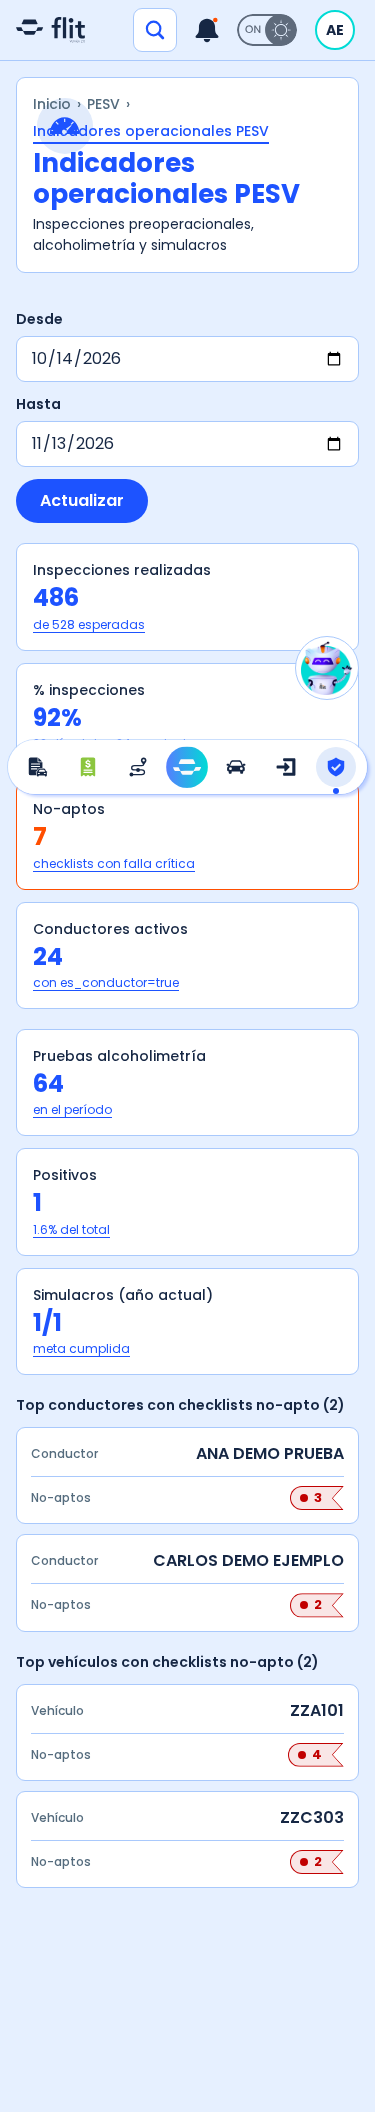 flit
ON
AE
Inicio › PESV ›
Indicadores operacionales PESV
Indicadores
operacionales PESV
Inspecciones preoperacionales,
alcoholimetría y simulacros
Desde
10/14/2026
Hasta
11/13/2026
Actualizar
Inspecciones realizadas
486
de 528 esperadas
% inspecciones
92%
No-aptos
7
checklists con falla crítica
Conductores activos
24
con es_conductor=true
Pruebas alcoholimetría
64
en el período
Positivos
1
1.6% del total
Simulacros (año actual)
1/1
meta cumplida
Top conductores con checklists no-apto (2)
Conductor ANA DEMO PRUEBA
No-aptos 3
Conductor CARLOS DEMO EJEMPLO
No-aptos 2
Top vehículos con checklists no-apto (2)
Vehículo ZZA101
No-aptos 4
Vehículo ZZC303
No-aptos 2